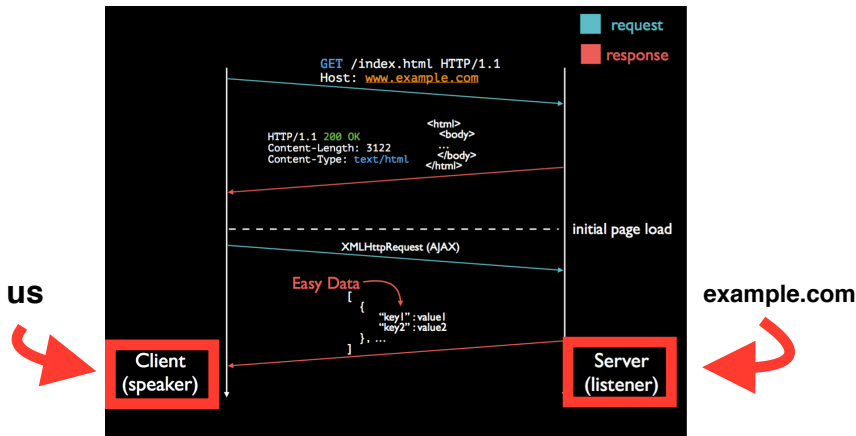 request
response
GET /index.html HTTP/1.1
Host: www.example.com
HTTP/1.1 200 OK
Content-Length: 3122
Content-Type: text/html
<html>
<body>
...
</body>
</html>
initial page load
XMLHttpRequest (AJAX)
Easy Data
[
{
"key1" : value1
"key2" : value2
}, ...
]
us
example.com
Client
(speaker)
Server
(listener)